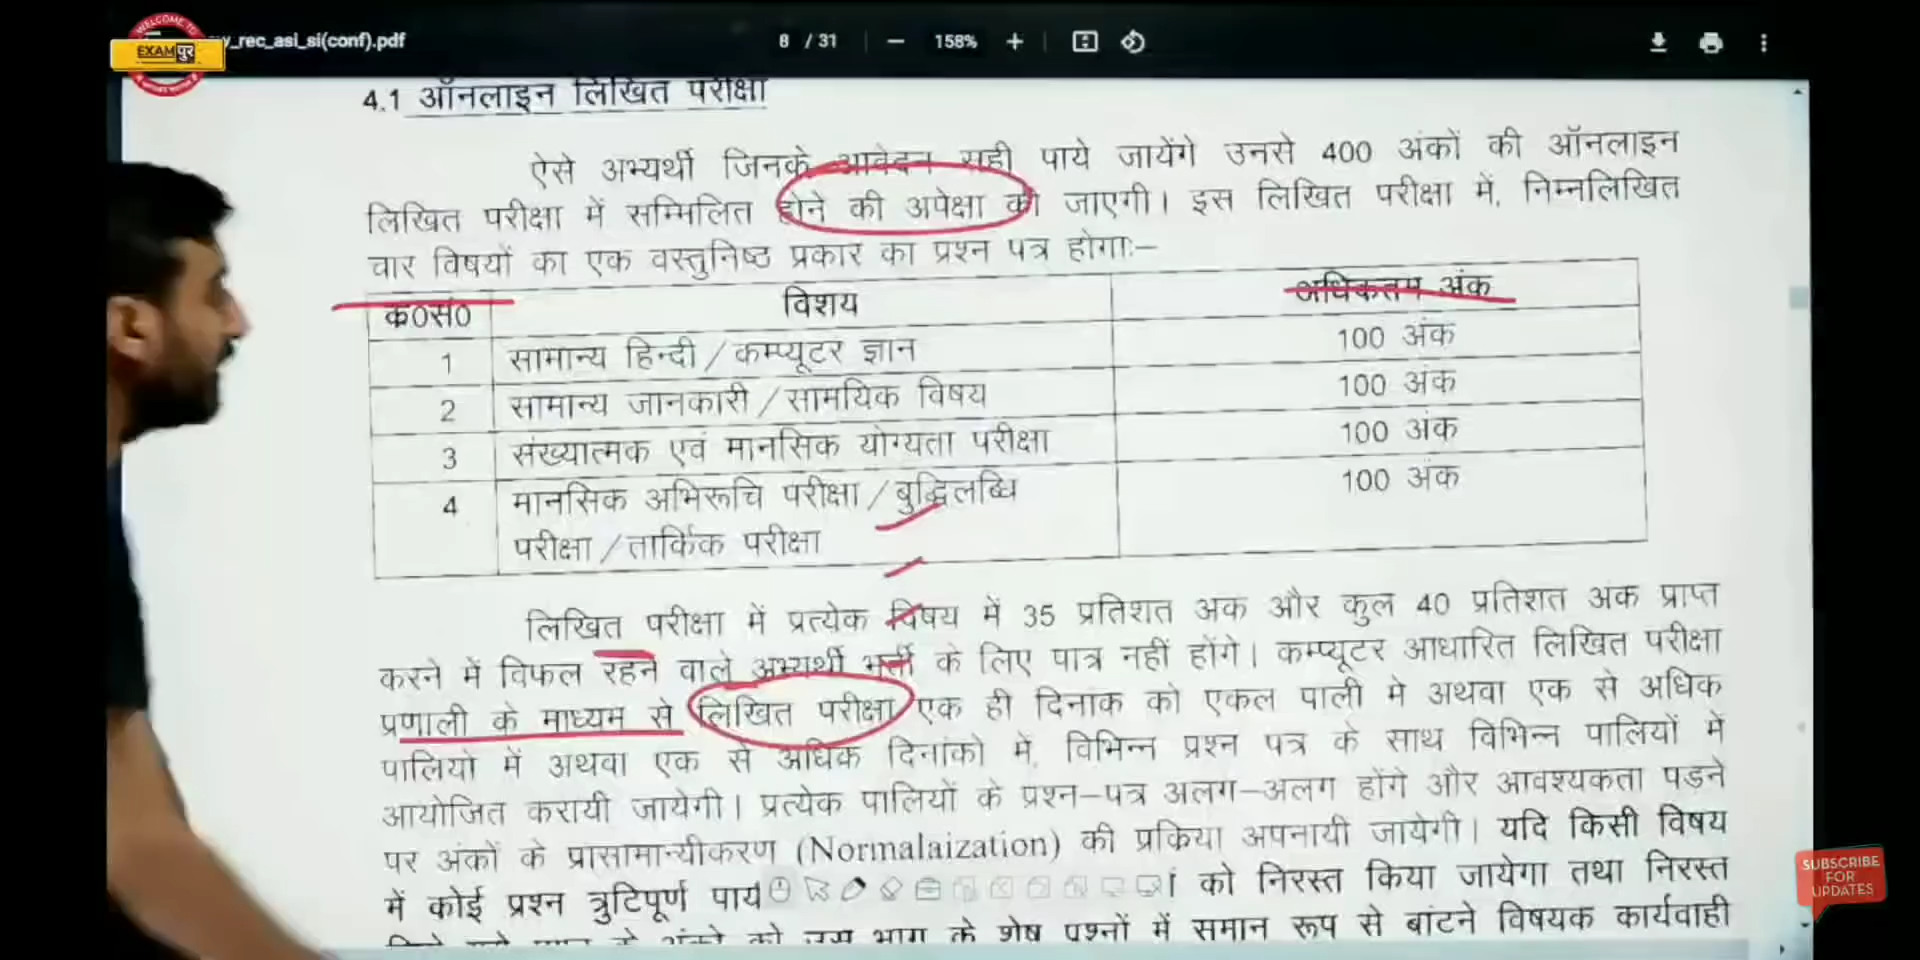 WELCOME TO
EXAMपुर
_rec_asi_si(conf).pdf
8 / 31
158%
4.1 ऑनलाइन लिखित परीक्षा
ऐसे अभ्यर्थी जिनके आवेदन सही पाये जायेंगे उनसे 400 अंकों की ऑनलाइन
लिखित परीक्षा में सम्मिलित होने की अपेक्षा की जाएगी। इस लिखित परीक्षा में, निम्नलिखित
चार विषयों का एक वस्तुनिष्ठ प्रकार का प्रश्न पत्र होगाः–
क०सं० विशय अधिकतम अंक
1 सामान्य हिन्दी/कम्प्यूटर ज्ञान 100 अंक
2 सामान्य जानकारी/सामयिक विषय 100 अंक
3 संख्यात्मक एवं मानसिक योग्यता परीक्षा 100 अंक
4 मानसिक अभिरूचि परीक्षा/बुद्धिलब्धि 100 अंक
परीक्षा/तार्किक परीक्षा
लिखित परीक्षा में प्रत्येक विषय में 35 प्रतिशत अंक और कुल 40 प्रतिशत अंक प्राप्त
करने में विफल रहने वाले अभ्यर्थी भर्ती के लिए पात्र नहीं होंगे। कम्प्यूटर आधारित लिखित परीक्षा
प्रणाली के माध्यम से लिखित परीक्षा एक ही दिनांक को एकल पाली मे अथवा एक से अधिक
पालियो में अथवा एक से अधिक दिनांको में, विभिन्न प्रश्न पत्र के साथ विभिन्न पालियों में
आयोजित करायी जायेगी। प्रत्येक पालियों के प्रश्न–पत्र अलग–अलग होंगे और आवश्यकता पडने
पर अंकों के प्रासामान्यीकरण (Normalaization) की प्रकिया अपनायी जायेगी। यदि किसी विषय
में कोई प्रश्न त्रुटिपूर्ण पाय को निरस्त किया जायेगा तथा निरस्त
अंको को उस भाग के शेष प्रश्नों में समान रूप से बांटने विषयक कार्यवाही
SUBSCRIBE
FOR
UPDATES